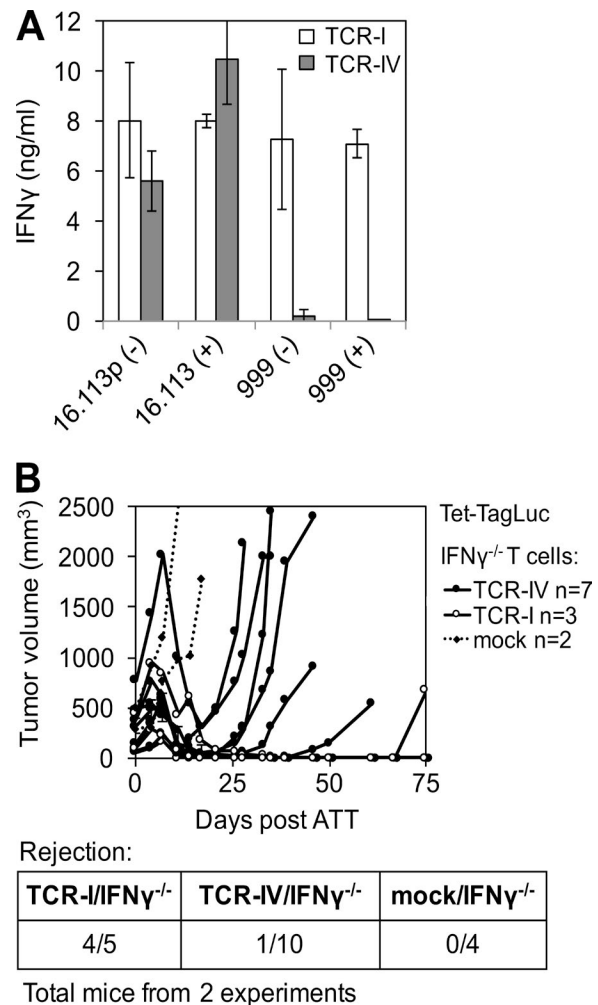 A
12
10
8
6
4
2
0
IFNγ (ng/ml)
TCR-I
TCR-IV
16.113p (-)
16.113 (+)
999 (-)
999 (+)
B
2500
2000
1500
1000
500
0
Tumor volume (mm³)
0 25 50 75
Days post ATT
Tet-TagLuc
IFNγ⁻/⁻ T cells:
TCR-IV n=7
TCR-I n=3
mock n=2
Rejection:
TCR-I/IFNγ⁻/⁻ TCR-IV/IFNγ⁻/⁻ mock/IFNγ⁻/⁻
4/5 1/10 0/4
Total mice from 2 experiments